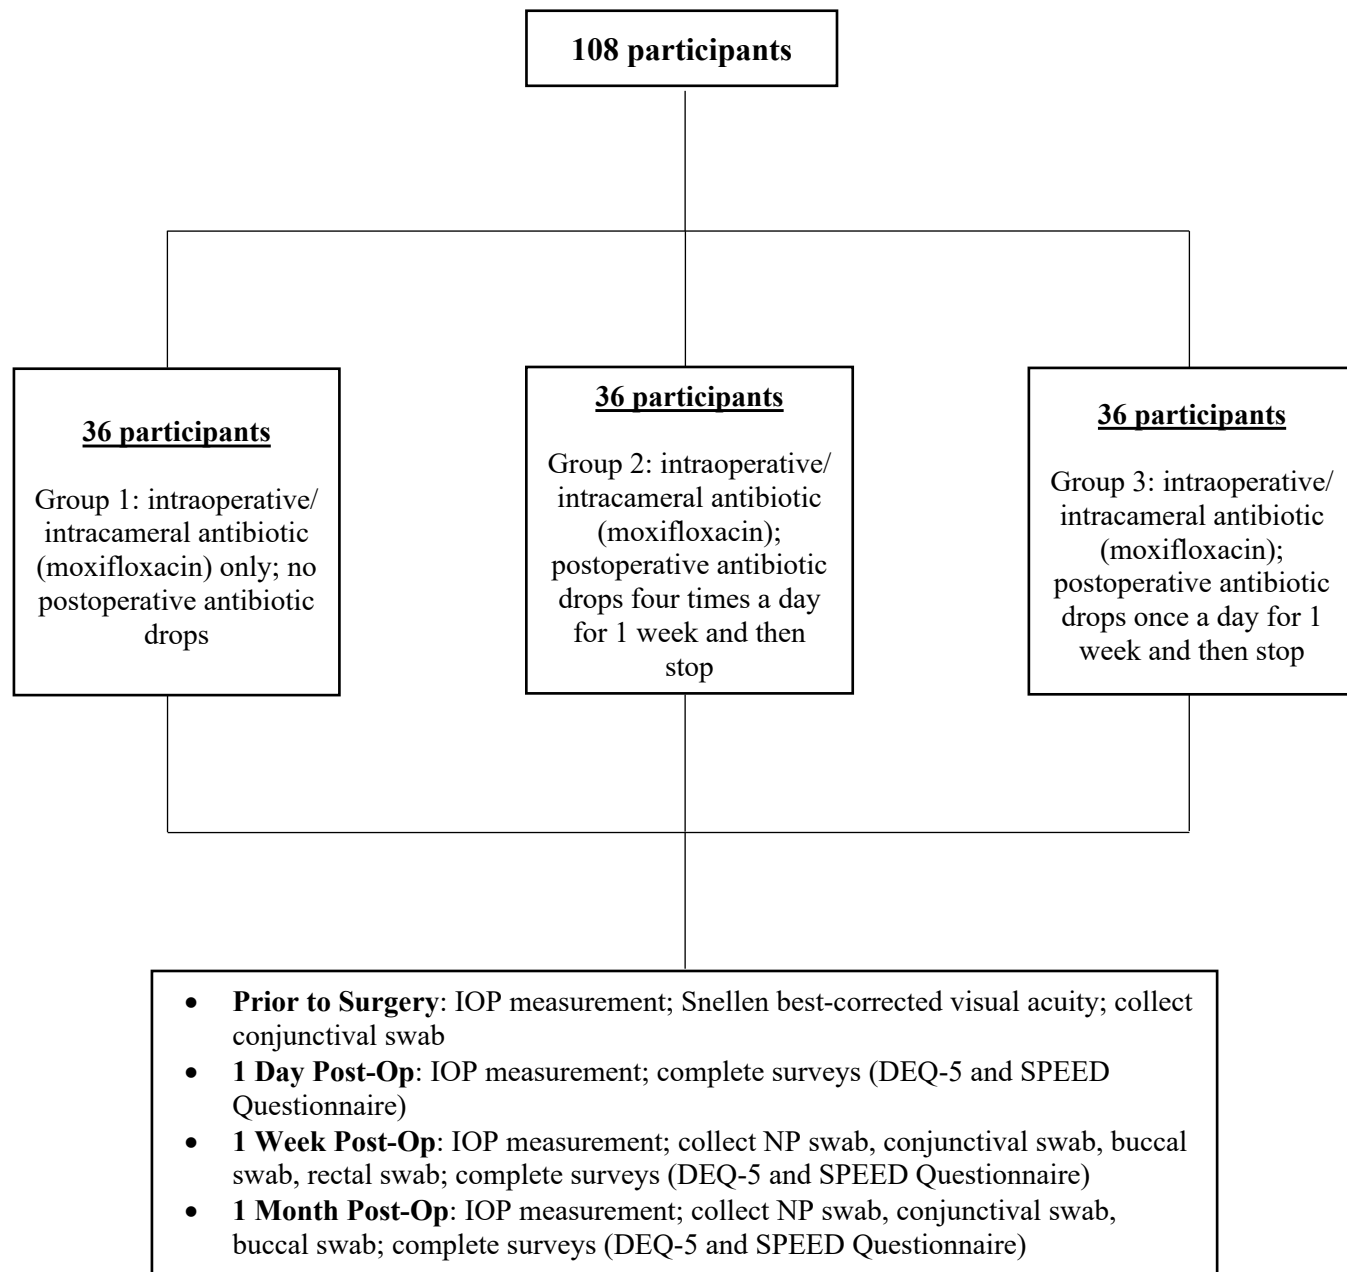 108 participants
36 participants
Group 1: intraoperative/
intracameral antibiotic
(moxifloxacin) only; no
postoperative antibiotic
drops
36 participants
Group 2: intraoperative/
intracameral antibiotic
(moxifloxacin);
postoperative antibiotic
drops four times a day
for 1 week and then
stop
36 participants
Group 3: intraoperative/
intracameral antibiotic
(moxifloxacin);
postoperative antibiotic
drops once a day for 1
week and then stop
• Prior to Surgery: IOP measurement; Snellen best-corrected visual acuity; collect
conjunctival swab
• 1 Day Post-Op: IOP measurement; complete surveys (DEQ-5 and SPEED
Questionnaire)
• 1 Week Post-Op: IOP measurement; collect NP swab, conjunctival swab, buccal
swab, rectal swab; complete surveys (DEQ-5 and SPEED Questionnaire)
• 1 Month Post-Op: IOP measurement; collect NP swab, conjunctival swab,
buccal swab; complete surveys (DEQ-5 and SPEED Questionnaire)